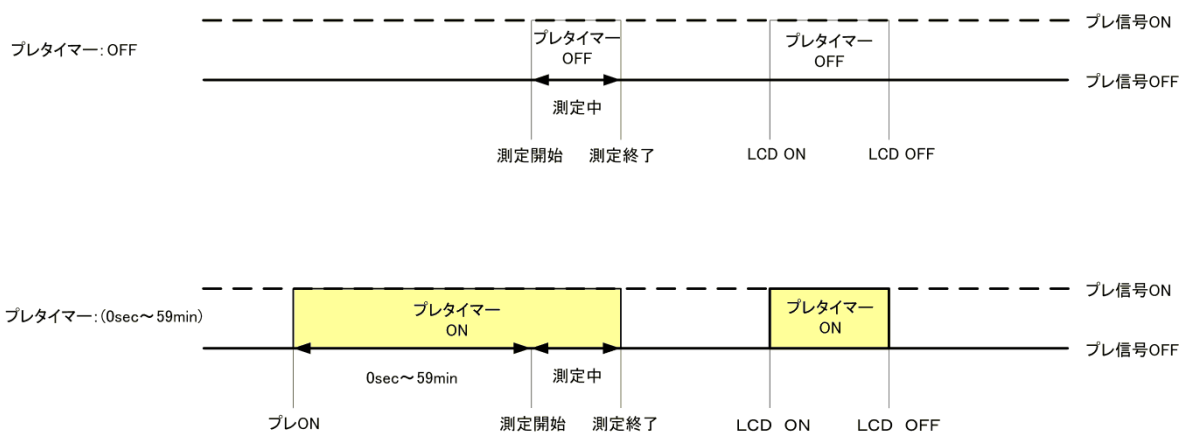 プレ信号ON
プレタイマー
OFF
プレタイマー
OFF
プレタイマー:OFF
プレ信号OFF
測定中
測定開始
測定終了
LCD ON
LCD OFF
プレ信号ON
プレタイマー
ON
プレタイマー
ON
プレタイマー:(0sec～59min)
プレ信号OFF
0sec～59min
測定中
プレON
測定開始
測定終了
LCD ON
LCD OFF